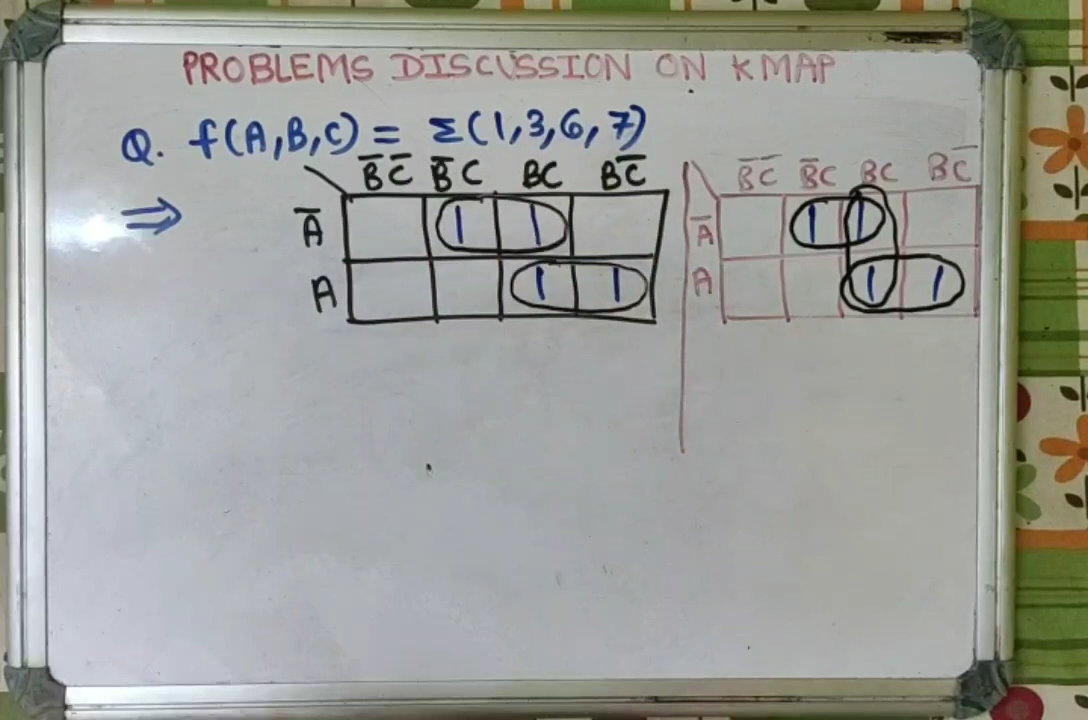 PROBLEMS DISCUSSION ON KMAP
Q. f(A,B,C) = Σ(1,3,6,7)
⇒ B̅C̅ B̅C BC BC̅
A̅ 1 1
A 1 1
B̅C̅ B̅C BC BC̅
A̅ 1 1
A 1 1